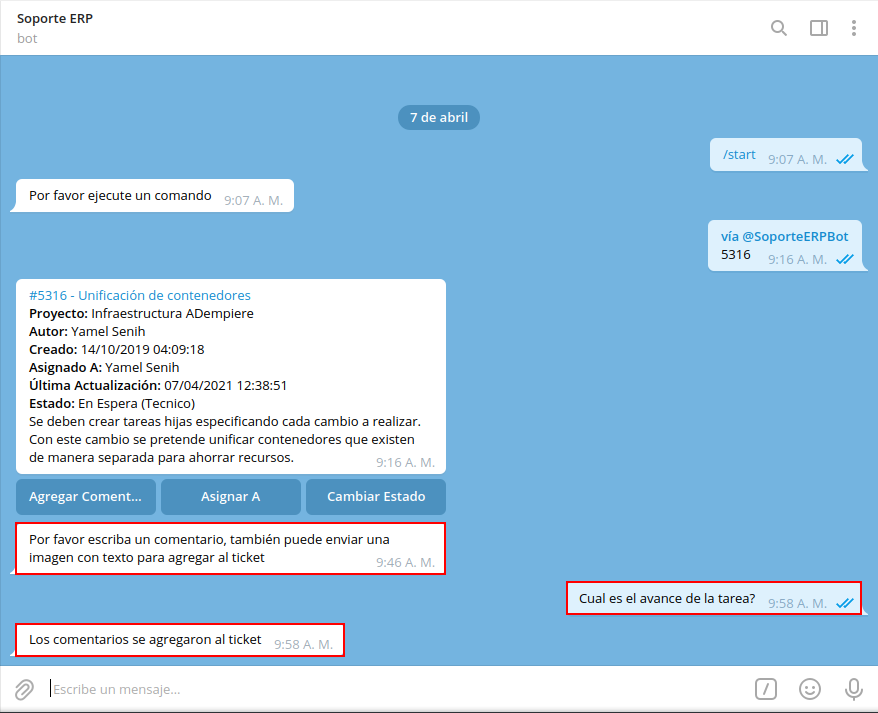 Soporte ERP
bot
7 de abril
/start 9:07 A. M.
Por favor ejecute un comando 9:07 A. M.
vía @SoporteERPBot
5316 9:16 A. M.
#5316 - Unificación de contenedores
Proyecto: Infraestructura ADempiere
Autor: Yamel Senih
Creado: 14/10/2019 04:09:18
Asignado A: Yamel Senih
Última Actualización: 07/04/2021 12:38:51
Estado: En Espera (Tecnico)
Se deben crear tareas hijas especificando cada cambio a realizar.
Con este cambio se pretende unificar contenedores que existen
de manera separada para ahorrar recursos. 9:16 A. M.
Agregar Coment... Asignar A Cambiar Estado
Por favor escriba un comentario, también puede enviar una
imagen con texto para agregar al ticket 9:46 A. M.
Cual es el avance de la tarea? 9:58 A. M.
Los comentarios se agregaron al ticket 9:58 A. M.
Escribe un mensaje...